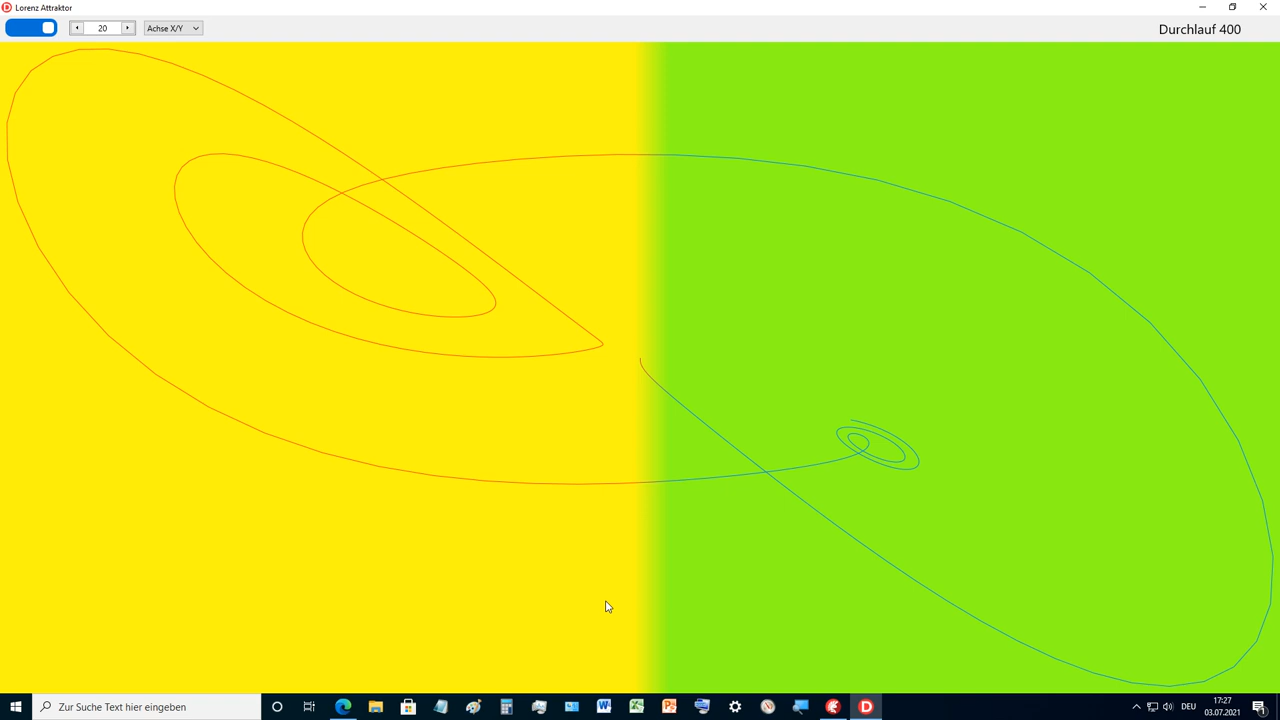 Lorenz Attraktor
20
Achse X/Y
Durchlauf 400
Zur Suche Text hier eingeben
DEU
17:27
03.07.2021